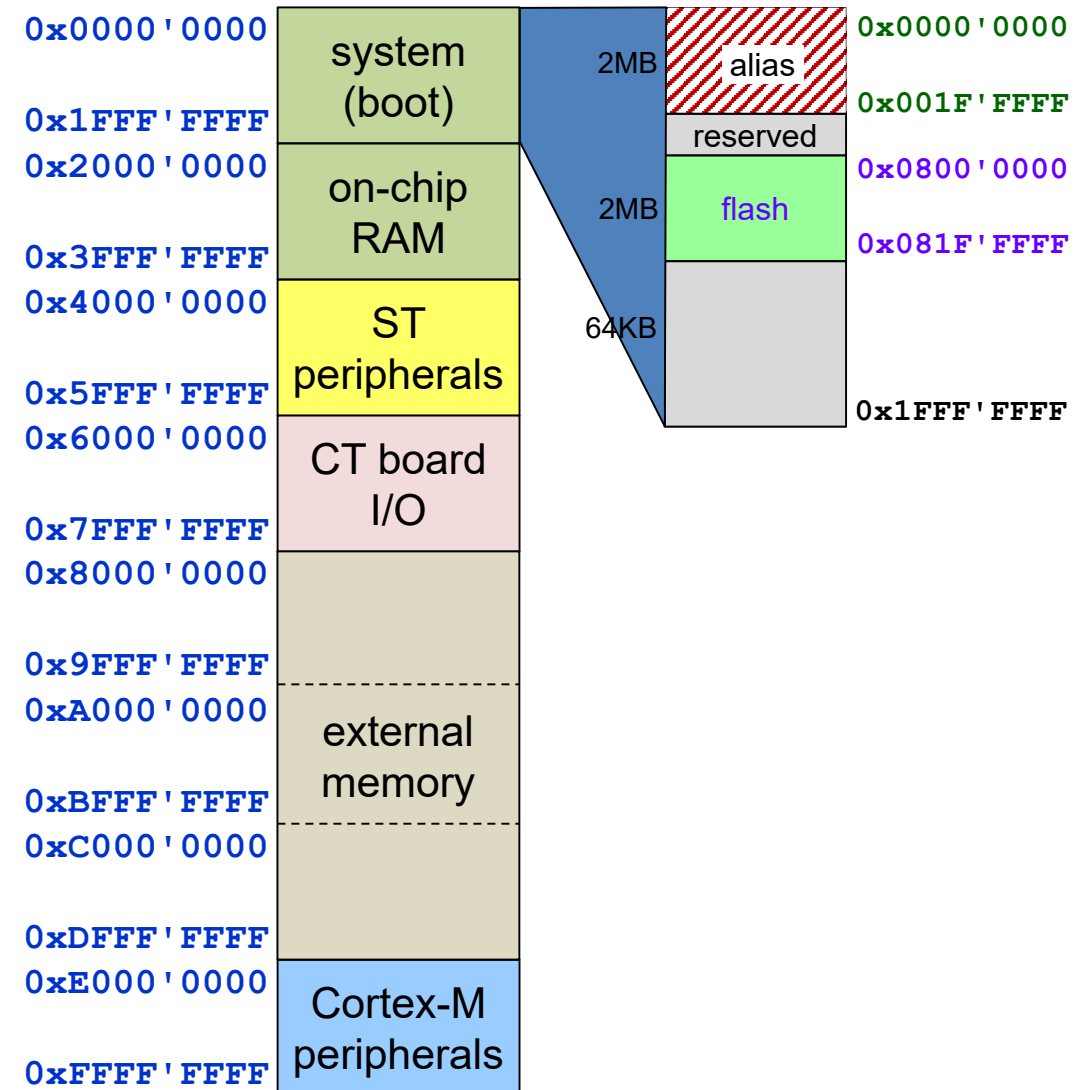 0x0000'0000
system
(boot)
0x1FFF'FFFF
0x2000'0000
on-chip
RAM
0x3FFF'FFFF
0x4000'0000
ST
peripherals
0x5FFF'FFFF
0x6000'0000
CT board
I/O
0x7FFF'FFFF
0x8000'0000
0x9FFF'FFFF
0xA000'0000
external
memory
0xBFFF'FFFF
0xC000'0000
0xDFFF'FFFF
0xE000'0000
Cortex-M
peripherals
0xFFFF'FFFF
2MB
alias
0x0000'0000
0x001F'FFFF
reserved
0x0800'0000
2MB
flash
0x081F'FFFF
64KB
0x1FFF'FFFF